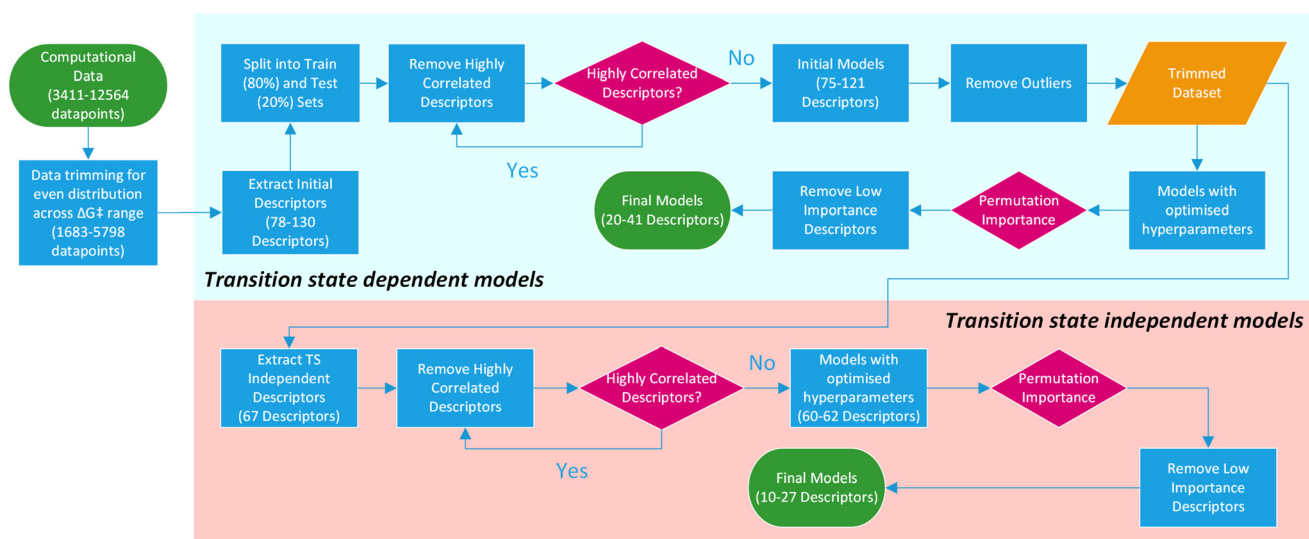 Computational
Data
(3411-12564
datapoints)
Data trimming for
even distribution
across ΔG‡ range
(1683-5798
datapoints)
Extract Initial
Descriptors
(78-130
Descriptors)
Split into Train
(80%) and Test
(20%) Sets
Remove Highly
Correlated
Descriptors
Highly Correlated
Descriptors?
Yes
No
Initial Models
(75-121
Descriptors)
Remove Outliers
Trimmed
Dataset
Models with
optimised
hyperparameters
Permutation
Importance
Remove Low
Importance
Descriptors
Final Models
(20-41 Descriptors)
Transition state dependent models
Transition state independent models
Extract TS
Independent
Descriptors
(67 Descriptors)
Remove Highly
Correlated
Descriptors
Highly Correlated
Descriptors?
Yes
No
Models with
optimised
hyperparameters
(60-62 Descriptors)
Permutation
Importance
Remove Low
Importance
Descriptors
Final Models
(10-27 Descriptors)